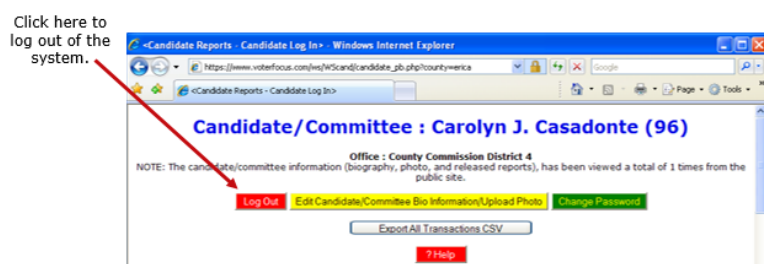 Click here to
log out of the
system.
<Candidate Reports - Candidate Log In> - Windows Internet Explorer
https://www.voterfocus.com/ws/WScand/candidate_pb.php?county=erica
Google
<Candidate Reports - Candidate Log In>
Page
Tools
Candidate/Committee : Carolyn J. Casadonte (96)
Office : County Commission District 4
NOTE: The candidate/committee information (biography, photo, and released reports), has been viewed a total of 1 times from the
public site.
Log Out Edit Candidate/Committee Bio Information/Upload Photo Change Password
Export All Transactions CSV
? Help